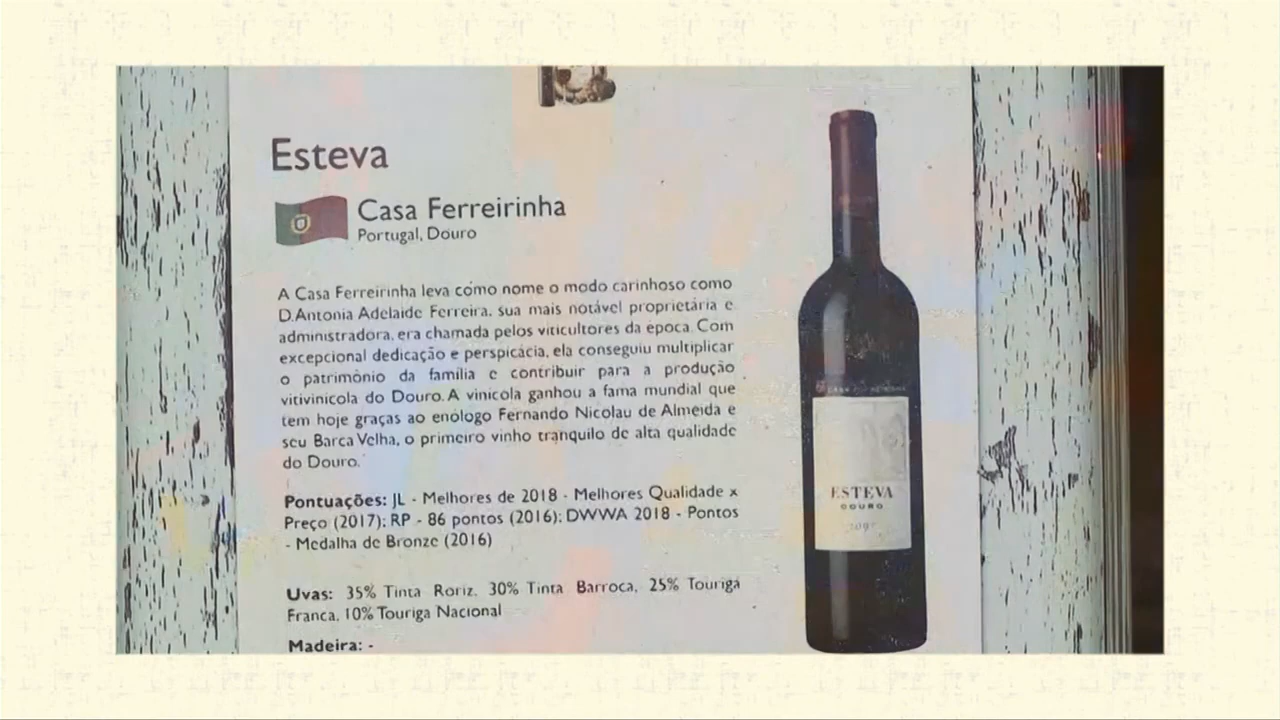 Esteva
Casa Ferreirinha
Portugal, Douro
A Casa Ferreirinha leva como nome o modo carinhoso como
D.Antonia Adelaide Ferreira, sua mais notável proprietária e
administradora, era chamada pelos viticultores da época. Com
excepcional dedicação e perspicácia, ela conseguiu multiplicar
o patrimônio da família e contribuir para a produção
vitivinícola do Douro. A vinícola ganhou a fama mundial que
tem hoje graças ao enólogo Fernando Nicolau de Almeida e
seu Barca Velha, o primeiro vinho tranquilo de alta qualidade
do Douro.
Pontuações: JL - Melhores de 2018 - Melhores Qualidade x
Preço (2017); RP - 86 pontos (2016); DWWA 2018 - Pontos
- Medalha de Bronze (2016)
Uvas: 35% Tinta Roriz, 30% Tinta Barroca, 25% Touriga
Franca, 10% Touriga Nacional
Madeira: -
ESTEVA
DOURO